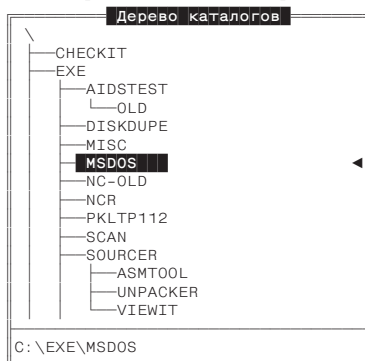 Дерево каталогов
\
CHECKIT
EXE
AIDSTEST
OLD
DISKDUPE
MISC
MSDOS
NC-OLD
NCR
PKLTP112
SCAN
SOURCER
ASMTOOL
UNPACKER
VIEWIT
C:\EXE\MSDOS